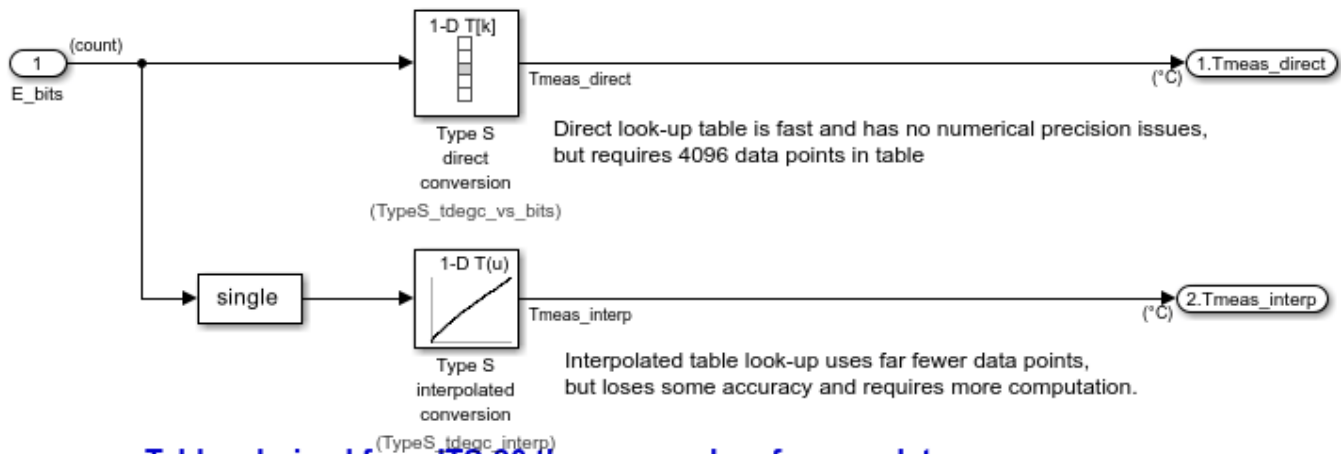 (count)
1
E_bits
1-D T[k]
Tmeas_direct
(°C)
1.Tmeas_direct
Type S
direct
conversion
(TypeS_tdegc_vs_bits)
Direct look-up table is fast and has no numerical precision issues,
but requires 4096 data points in table
single
1-D T(u)
Tmeas_interp
(°C)
2.Tmeas_interp
Type S
interpolated
conversion
(TypeS_tdegc_interp)
Interpolated table look-up uses far fewer data points,
but loses some accuracy and requires more computation.